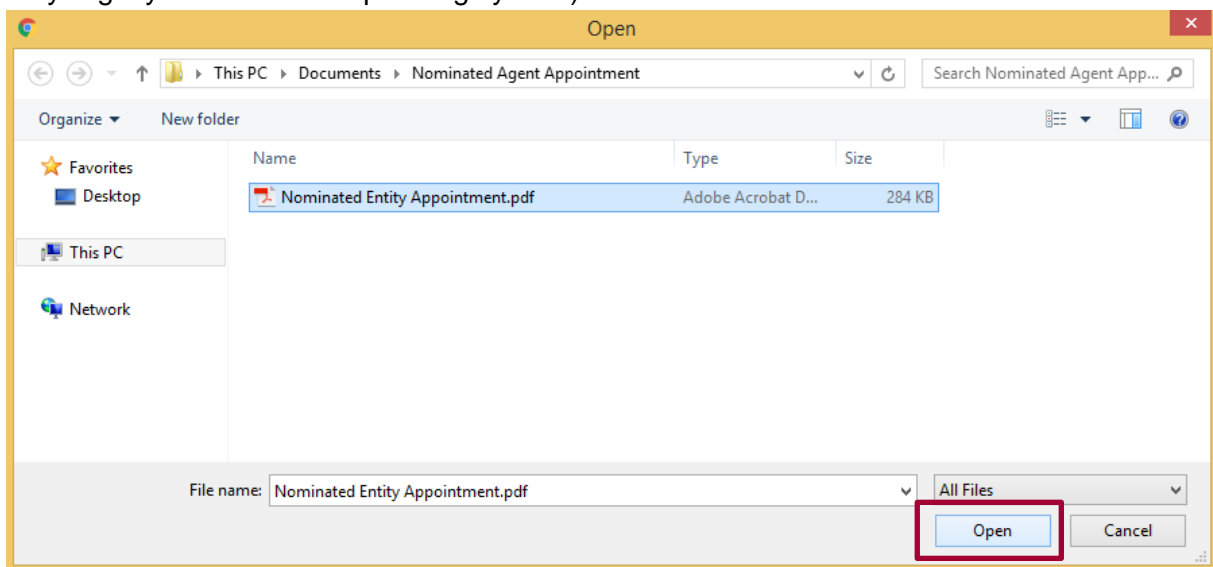 Open
This PC Documents Nominated Agent Appointment Search Nominated Agent App...
Organize New folder
Name Type Size
Favorites
Desktop Nominated Entity Appointment.pdf Adobe Acrobat D... 284 KB
This PC
Network
File name: Nominated Entity Appointment.pdf All Files
Open Cancel